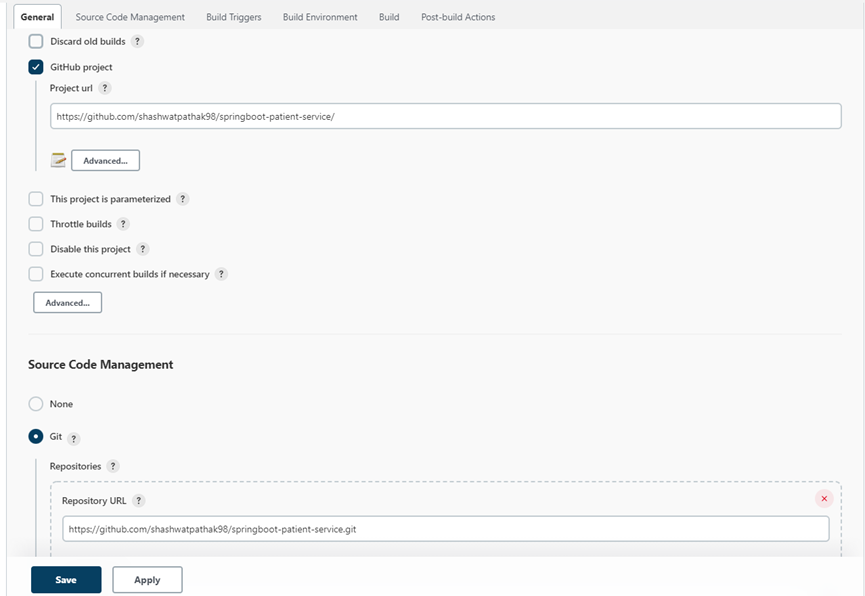 General Source Code Management Build Triggers Build Environment Build Post-build Actions
Discard old builds ?
GitHub project
Project url ?
https://github.com/shashwatpathak98/springboot-patient-service/
Advanced...
This project is parameterized ?
Throttle builds ?
Disable this project ?
Execute concurrent builds if necessary ?
Advanced...
Source Code Management
None
Git ?
Repositories ?
Repository URL ?
https://github.com/shashwatpathak98/springboot-patient-service.git
Save Apply